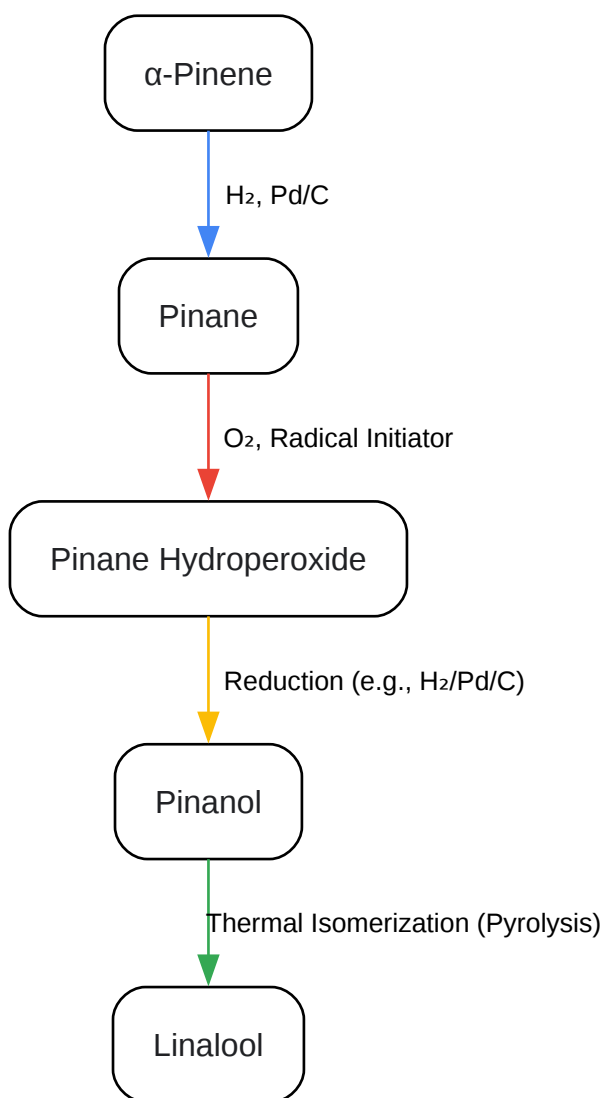 α-Pinene
H₂, Pd/C
Pinane
O₂, Radical Initiator
Pinane Hydroperoxide
Reduction (e.g., H₂/Pd/C)
Pinanol
Thermal Isomerization (Pyrolysis)
Linalool